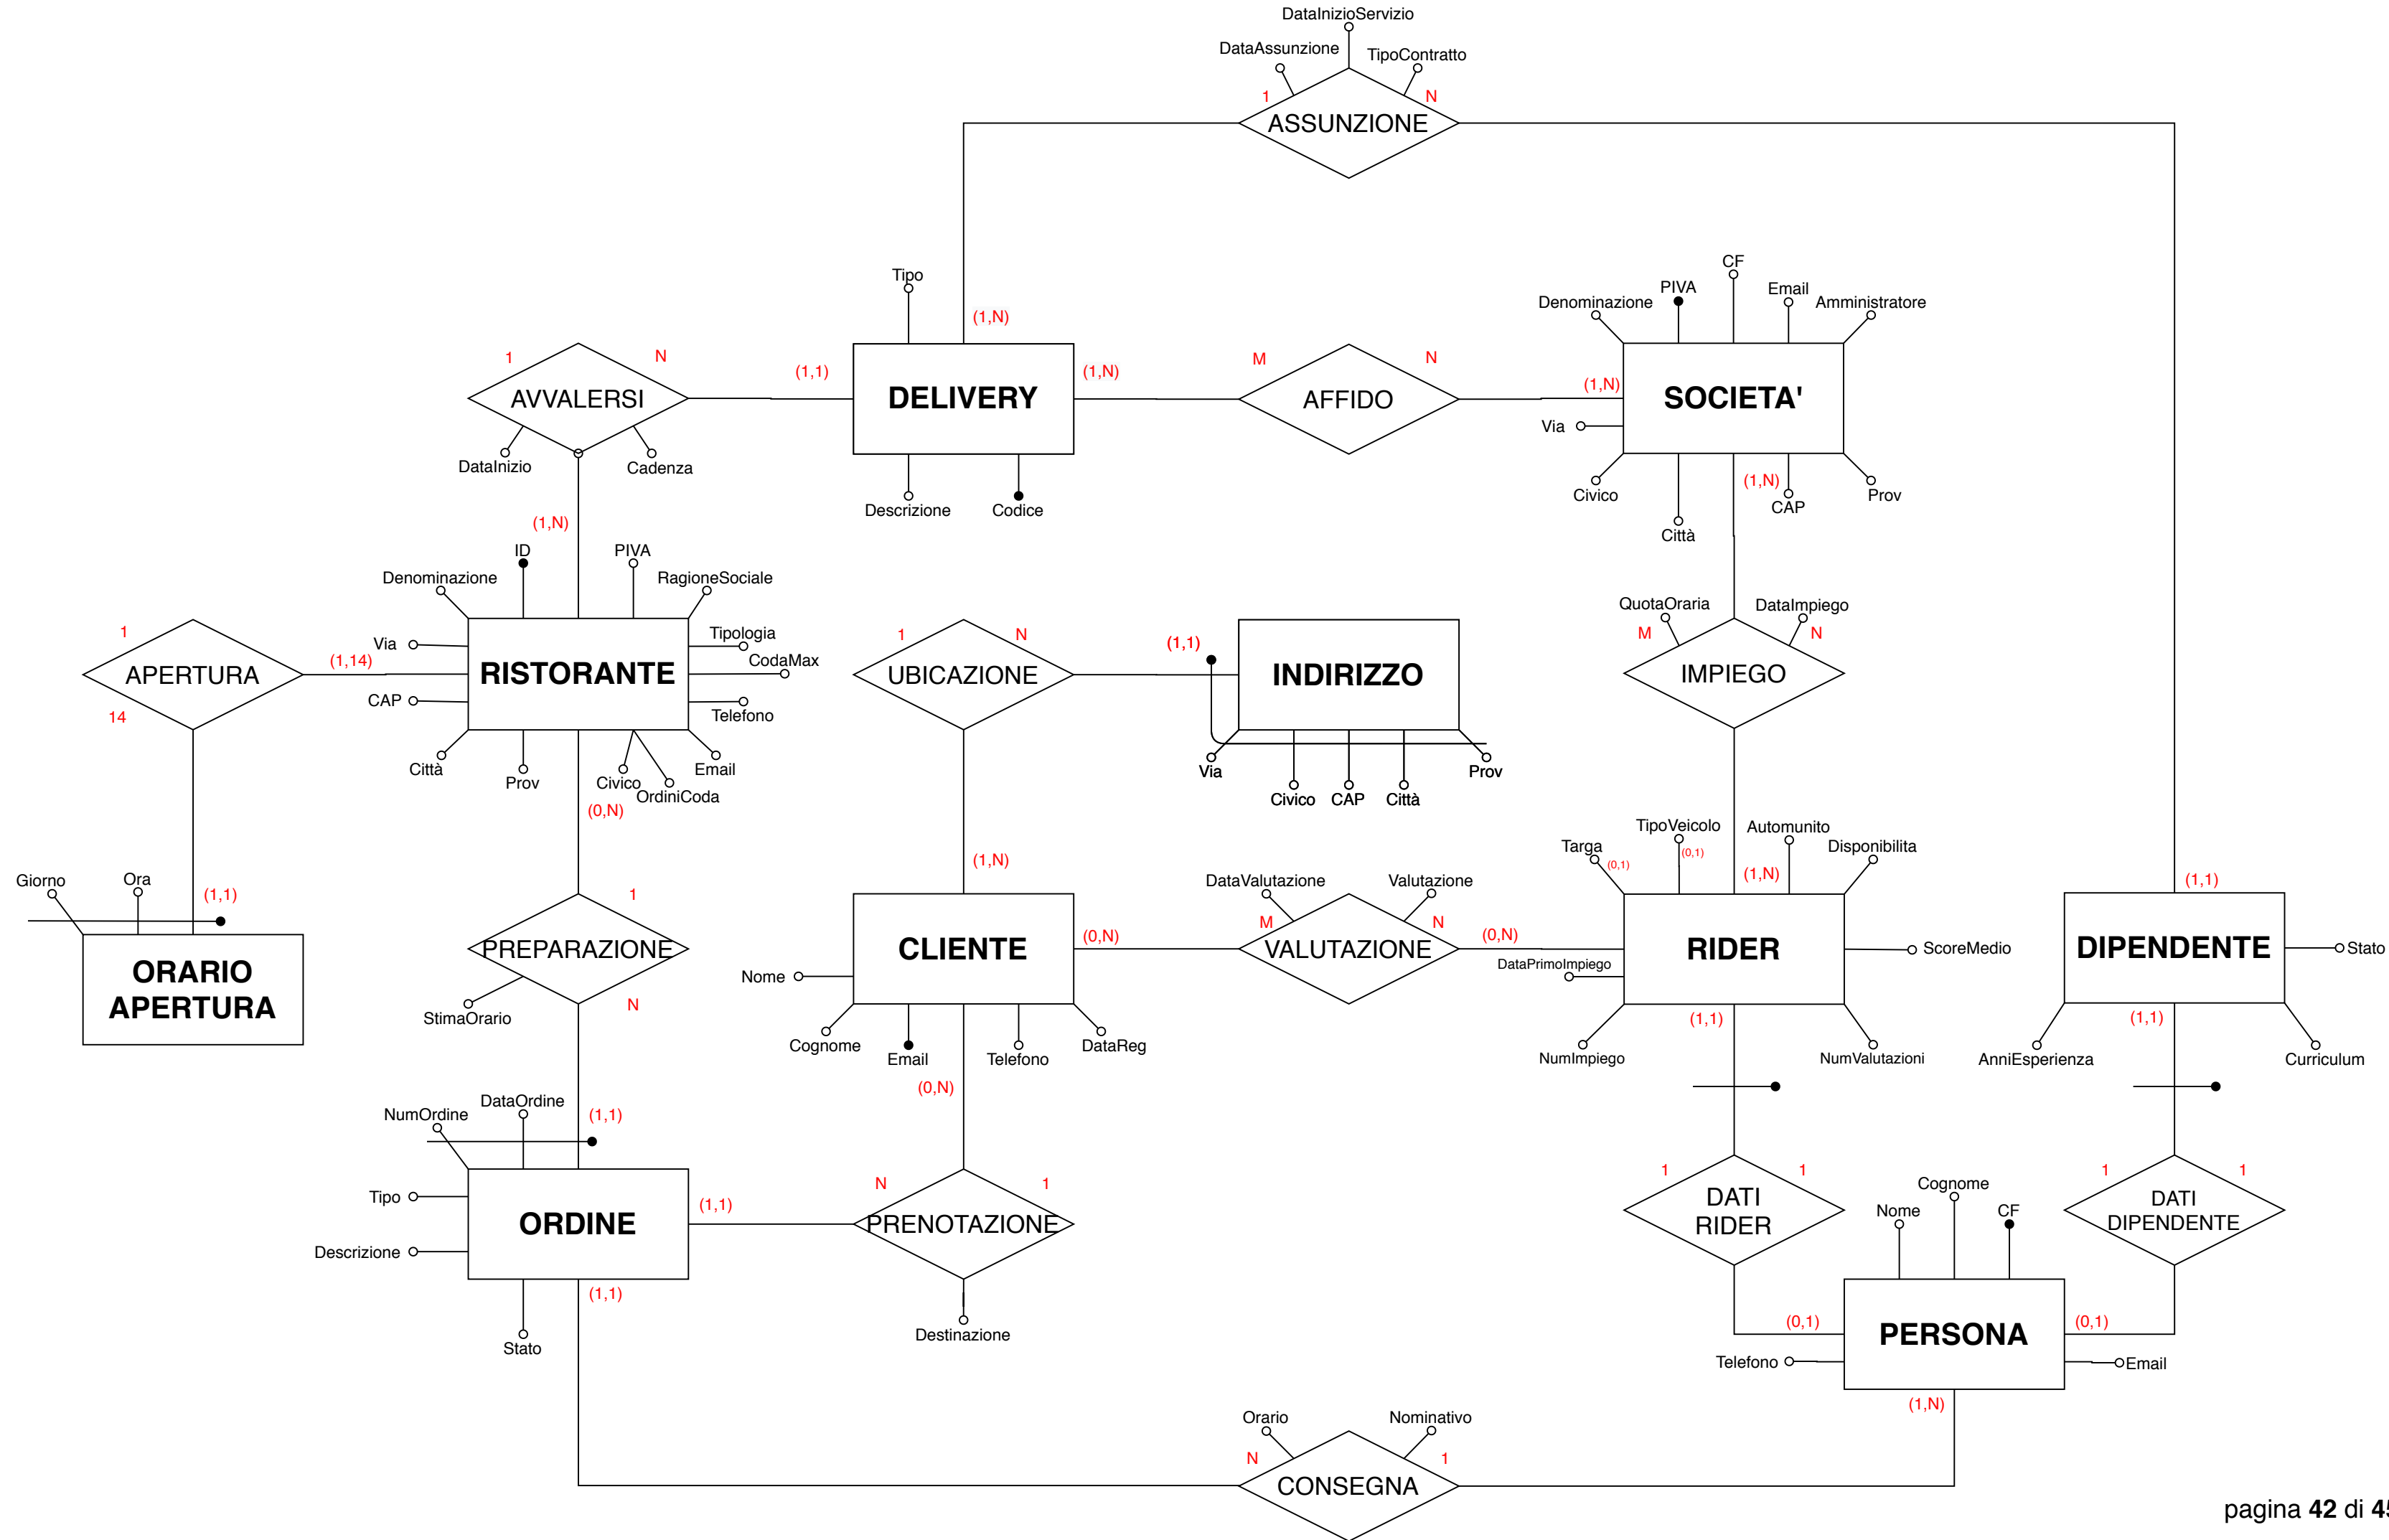 DataInizioServizio
DataAssunzione
TipoContratto
1
N
ASSUNZIONE
Tipo
(1,N)
CF
PIVA
Email
Denominazione
Amministratore
1
N
AVVALERSI
(1,1)
DELIVERY
(1,N)
M
N
AFFIDO
(1,N)
SOCIETA'
Via
DataInizio
Cadenza
Descrizione
Codice
Civico
(1,N)
CAP
Prov
Città
(1,N)
ID
PIVA
Denominazione
RagioneSociale
1
APERTURA
14
(1,14)
Via
RISTORANTE
Tipologia
CodaMax
CAP
Telefono
Città
Prov
Civico
OrdiniCoda
Email
(0,N)
1
N
UBICAZIONE
(1,1)
INDIRIZZO
Via
Civico
CAP
Città
Prov
QuotaOraria
DataImpiego
M
N
IMPIEGO
(1,N)
Giorno
Ora
(1,1)
ORARIO
APERTURA
1
PREPARAZIONE
N
StimaOrario
CLIENTE
Nome
Cognome
Email
Telefono
DataReg
(0,N)
(0,N)
DataValutazione
Valutazione
M
N
VALUTAZIONE
(0,N)
Targa
(0,1)
TipoVeicolo
(0,1)
Automunito
Disponibilita
(1,N)
RIDER
ScoreMedio
DataPrimoImpiego
NumImpiego
(1,1)
NumValutazioni
(1,1)
DIPENDENTE
Stato
AnniEsperienza
(1,1)
Curriculum
NumOrdine
DataOrdine
(1,1)
Tipo
ORDINE
Descrizione
(1,1)
Stato
(1,1)
N
1
PRENOTAZIONE
Destinazione
1
1
DATI
RIDER
1
1
DATI
DIPENDENTE
Nome
Cognome
CF
(0,1)
PERSONA
(0,1)
Telefono
Email
(1,N)
Orario
Nominativo
N
1
CONSEGNA
pagina 42 di 45